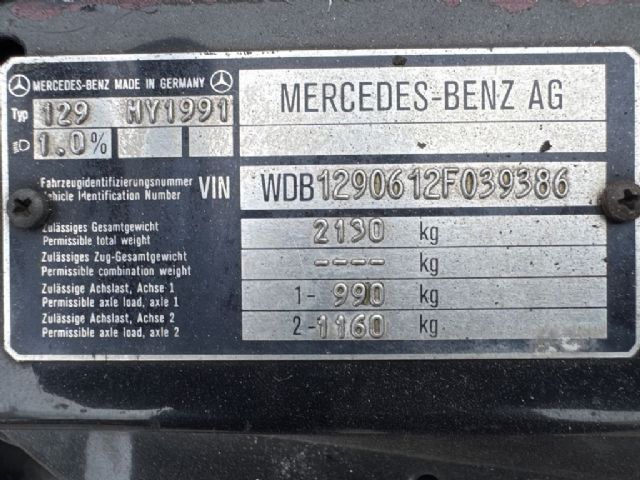 MERCEDES-BENZ MADE IN GERMANY
MERCEDES-BENZ AG
Typ 129 MY1991
1.0%
Fahrzeugidentifizierungsnummer
Vehicle Identification Number
VIN WDB1290612F039386
Zulässiges Gesamtgewicht
Permissible total weight
2130 kg
Zulässiges Zug-Gesamtgewicht
Permissible combination weight
---- kg
Zulässige Achslast, Achse 1
Permissible axle load, axle 1
1- 990 kg
Zulässige Achslast, Achse 2
Permissible axle load, axle 2
2- 1160 kg